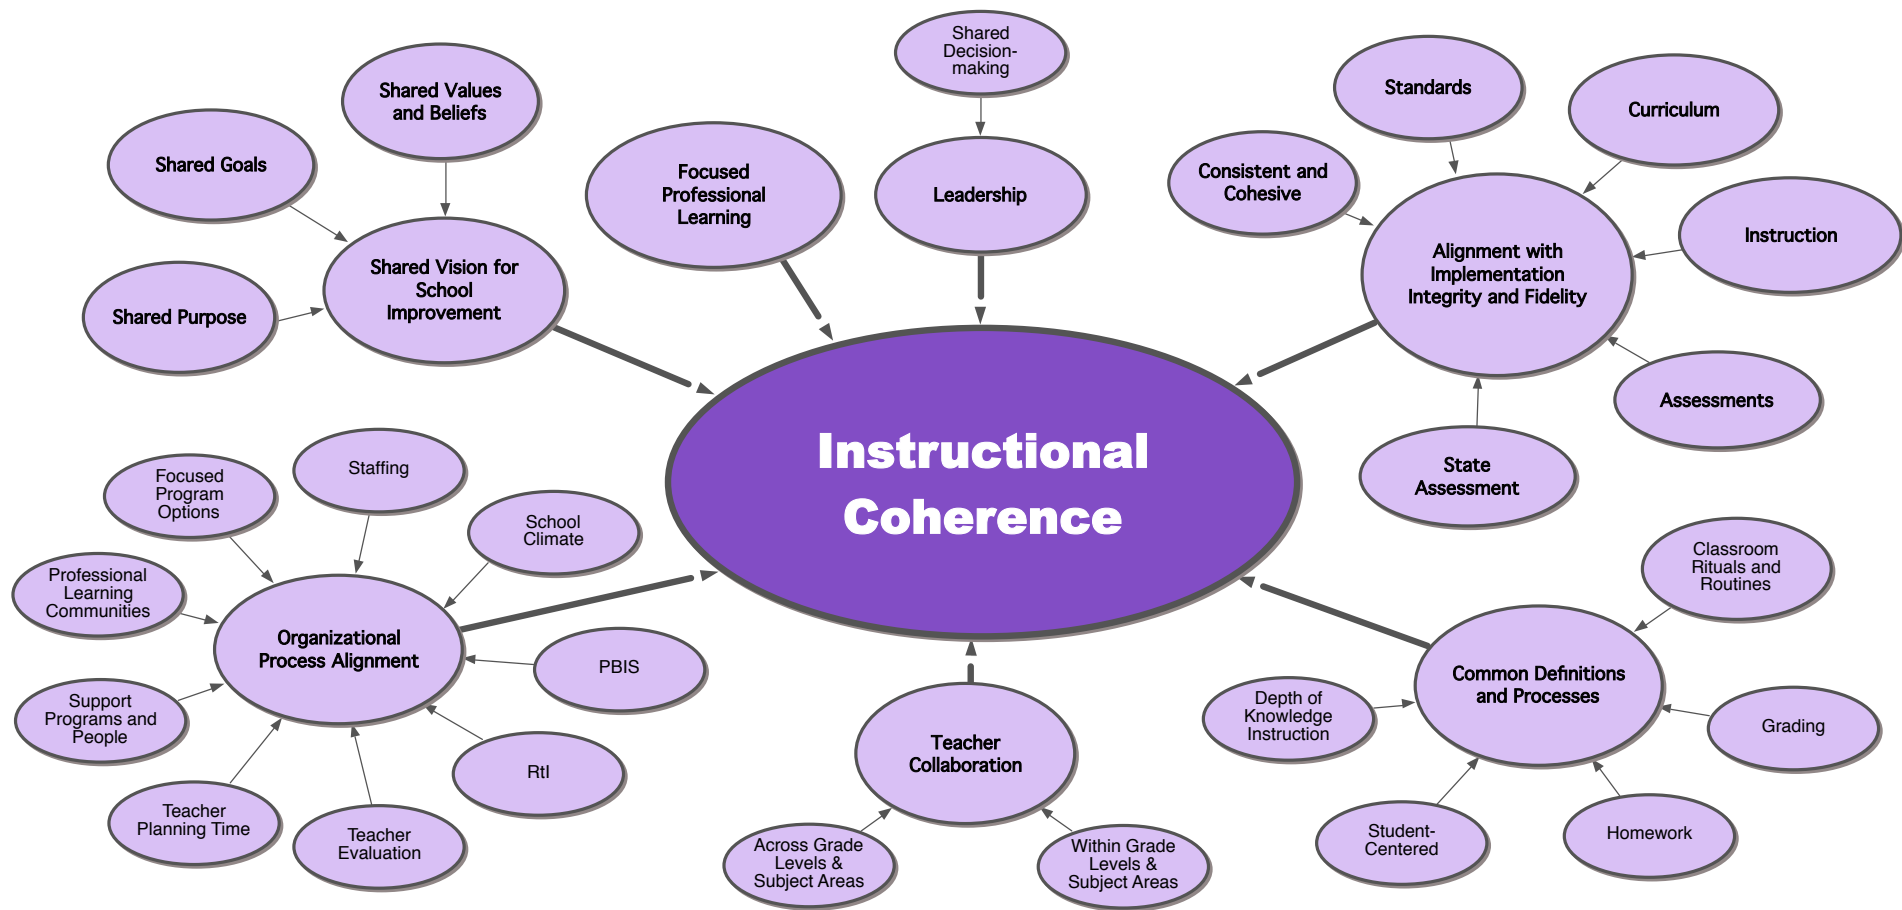 Shared
Decision-
making
Shared Values
and Beliefs
Standards
Curriculum
Shared Goals
Focused
Professional
Learning
Leadership
Consistent and
Cohesive
Instruction
Shared Vision for
School
Improvement
Alignment with
Implementation
Integrity and Fidelity
Shared Purpose
Assessments
State
Assessment
Instructional
Coherence
Focused
Program
Options
Staffing
School
Climate
Professional
Learning
Communities
Organizational
Process Alignment
PBIS
Support
Programs and
People
RtI
Teacher
Planning Time
Teacher
Evaluation
Teacher
Collaboration
Across Grade
Levels &
Subject Areas
Within Grade
Levels &
Subject Areas
Classroom
Rituals and
Routines
Common Definitions
and Processes
Depth of
Knowledge
Instruction
Grading
Student-
Centered
Homework